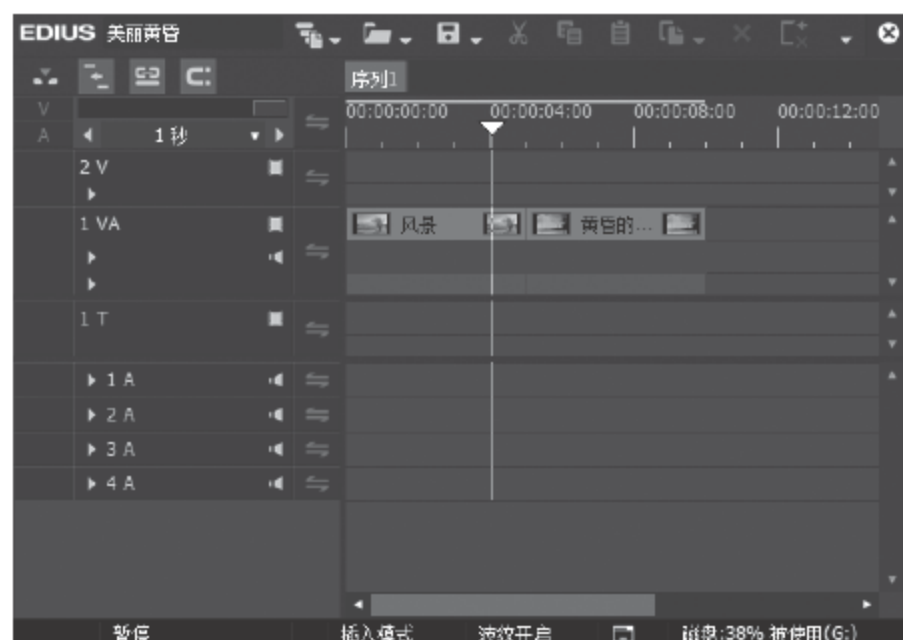 EDIUS 美丽黄昏
序列1
V
00:00:00:00 00:00:04:00 00:00:08:00 00:00:12:00
A 1秒
2 V
1 VA 风景 黄昏的…
1 T
1 A
2 A
3 A
4 A
暂停 插入模式 波纹开启 磁盘:38% 被使用(G:)